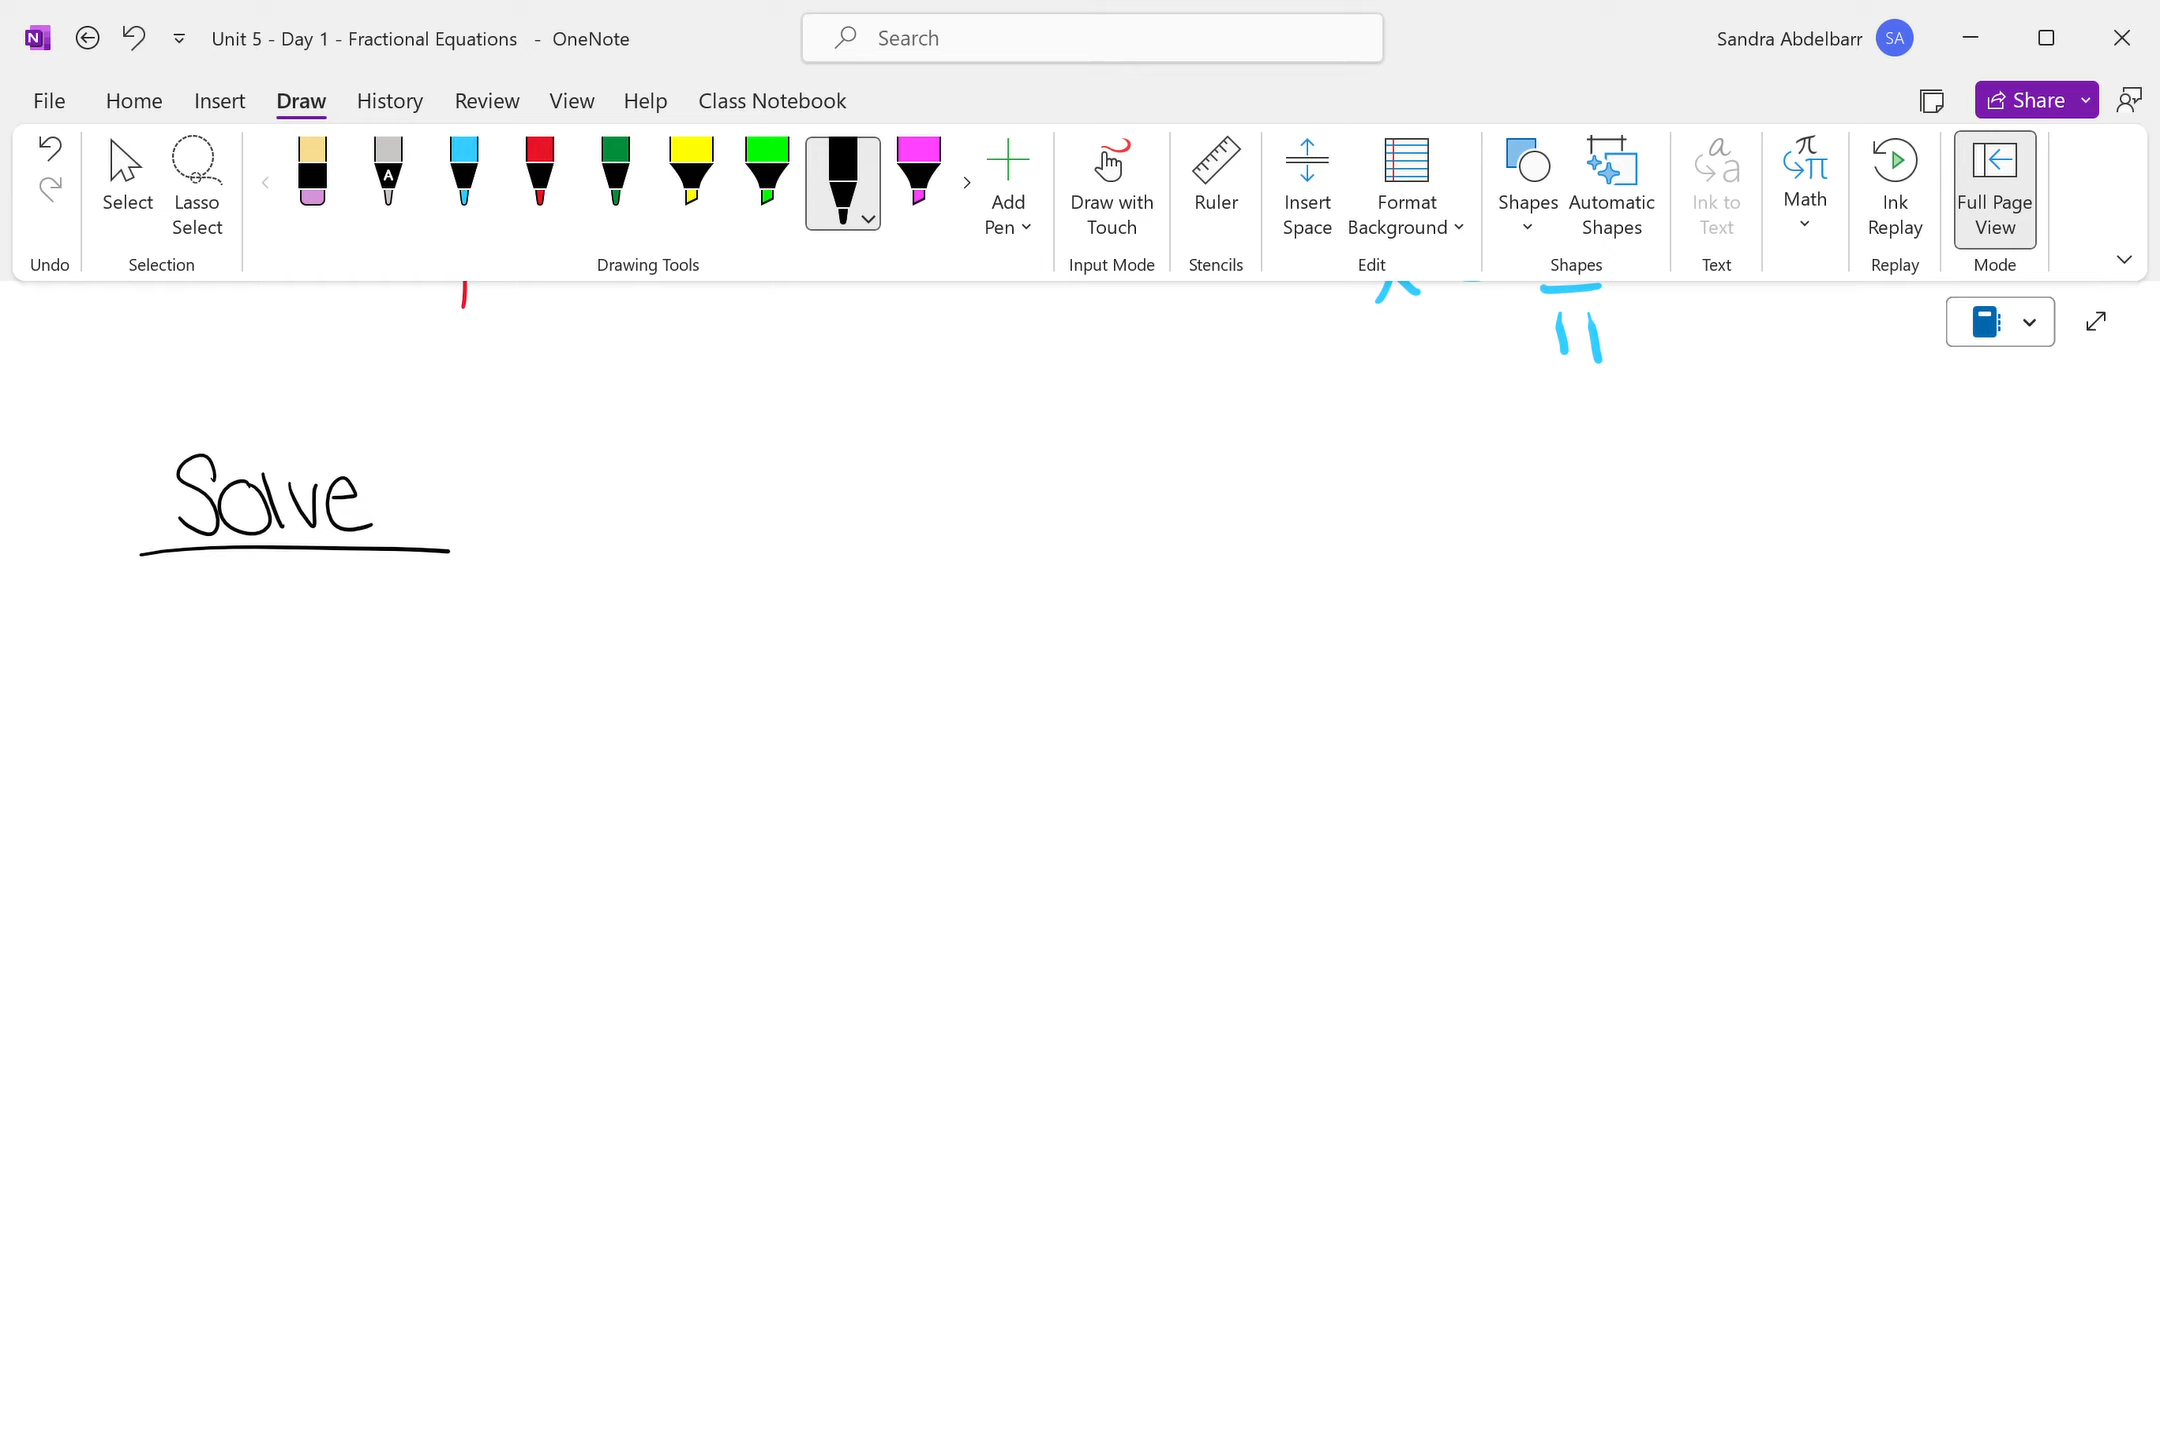 Unit 5 - Day 1 - Fractional Equations - OneNote
Search
Sandra Abdelbarr SA
File Home Insert Draw History Review View Help Class Notebook Share
Select
Lasso Select
A
Add Pen
Draw with Touch
Ruler
Insert Space
Format Background
Shapes
Automatic Shapes
Ink to Text
Math
Ink Replay
Full Page View
Undo Selection Drawing Tools Input Mode Stencils Edit Shapes Text Replay Mode
11
Solve